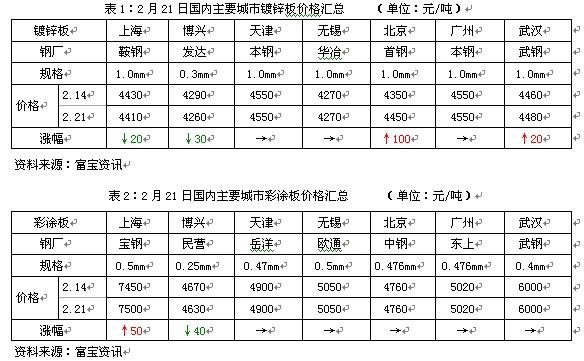 表1：2月21日国内主要城市镀锌板价格汇总 （单位：元/吨）
镀锌板 上海 博兴 天津 无锡 北京 广州 武汉
钢厂 鞍钢 发达 本钢 华冶 首钢 本钢 武钢
规格 1.0mm 0.3mm 1.0mm 1.0mm 1.0mm 1.0mm 1.0mm
价格 2.14 4430 4290 4550 4270 4350 4550 4460
2.21 4410 4260 4550 4270 4450 4550 4480
涨幅 ↓20 ↓30 → → ↑100 → ↑20
资料来源：富宝资讯
表2：2月21日国内主要城市彩涂板价格汇总 （单位：元/吨）
彩涂板 上海 博兴 天津 无锡 北京 广州 武汉
钢厂 宝钢 民营 岳洋 欧通 中钢 东上 武钢
规格 0.5mm 0.25mm 0.47mm 0.5mm 0.476mm 0.476mm 0.4mm
价格 2.14 7450 4670 4900 5050 4760 5020 6000
2.21 7500 4630 4900 5050 4760 5020 6000
涨幅 ↑50 ↓40 → → → → →
资料来源：富宝资讯